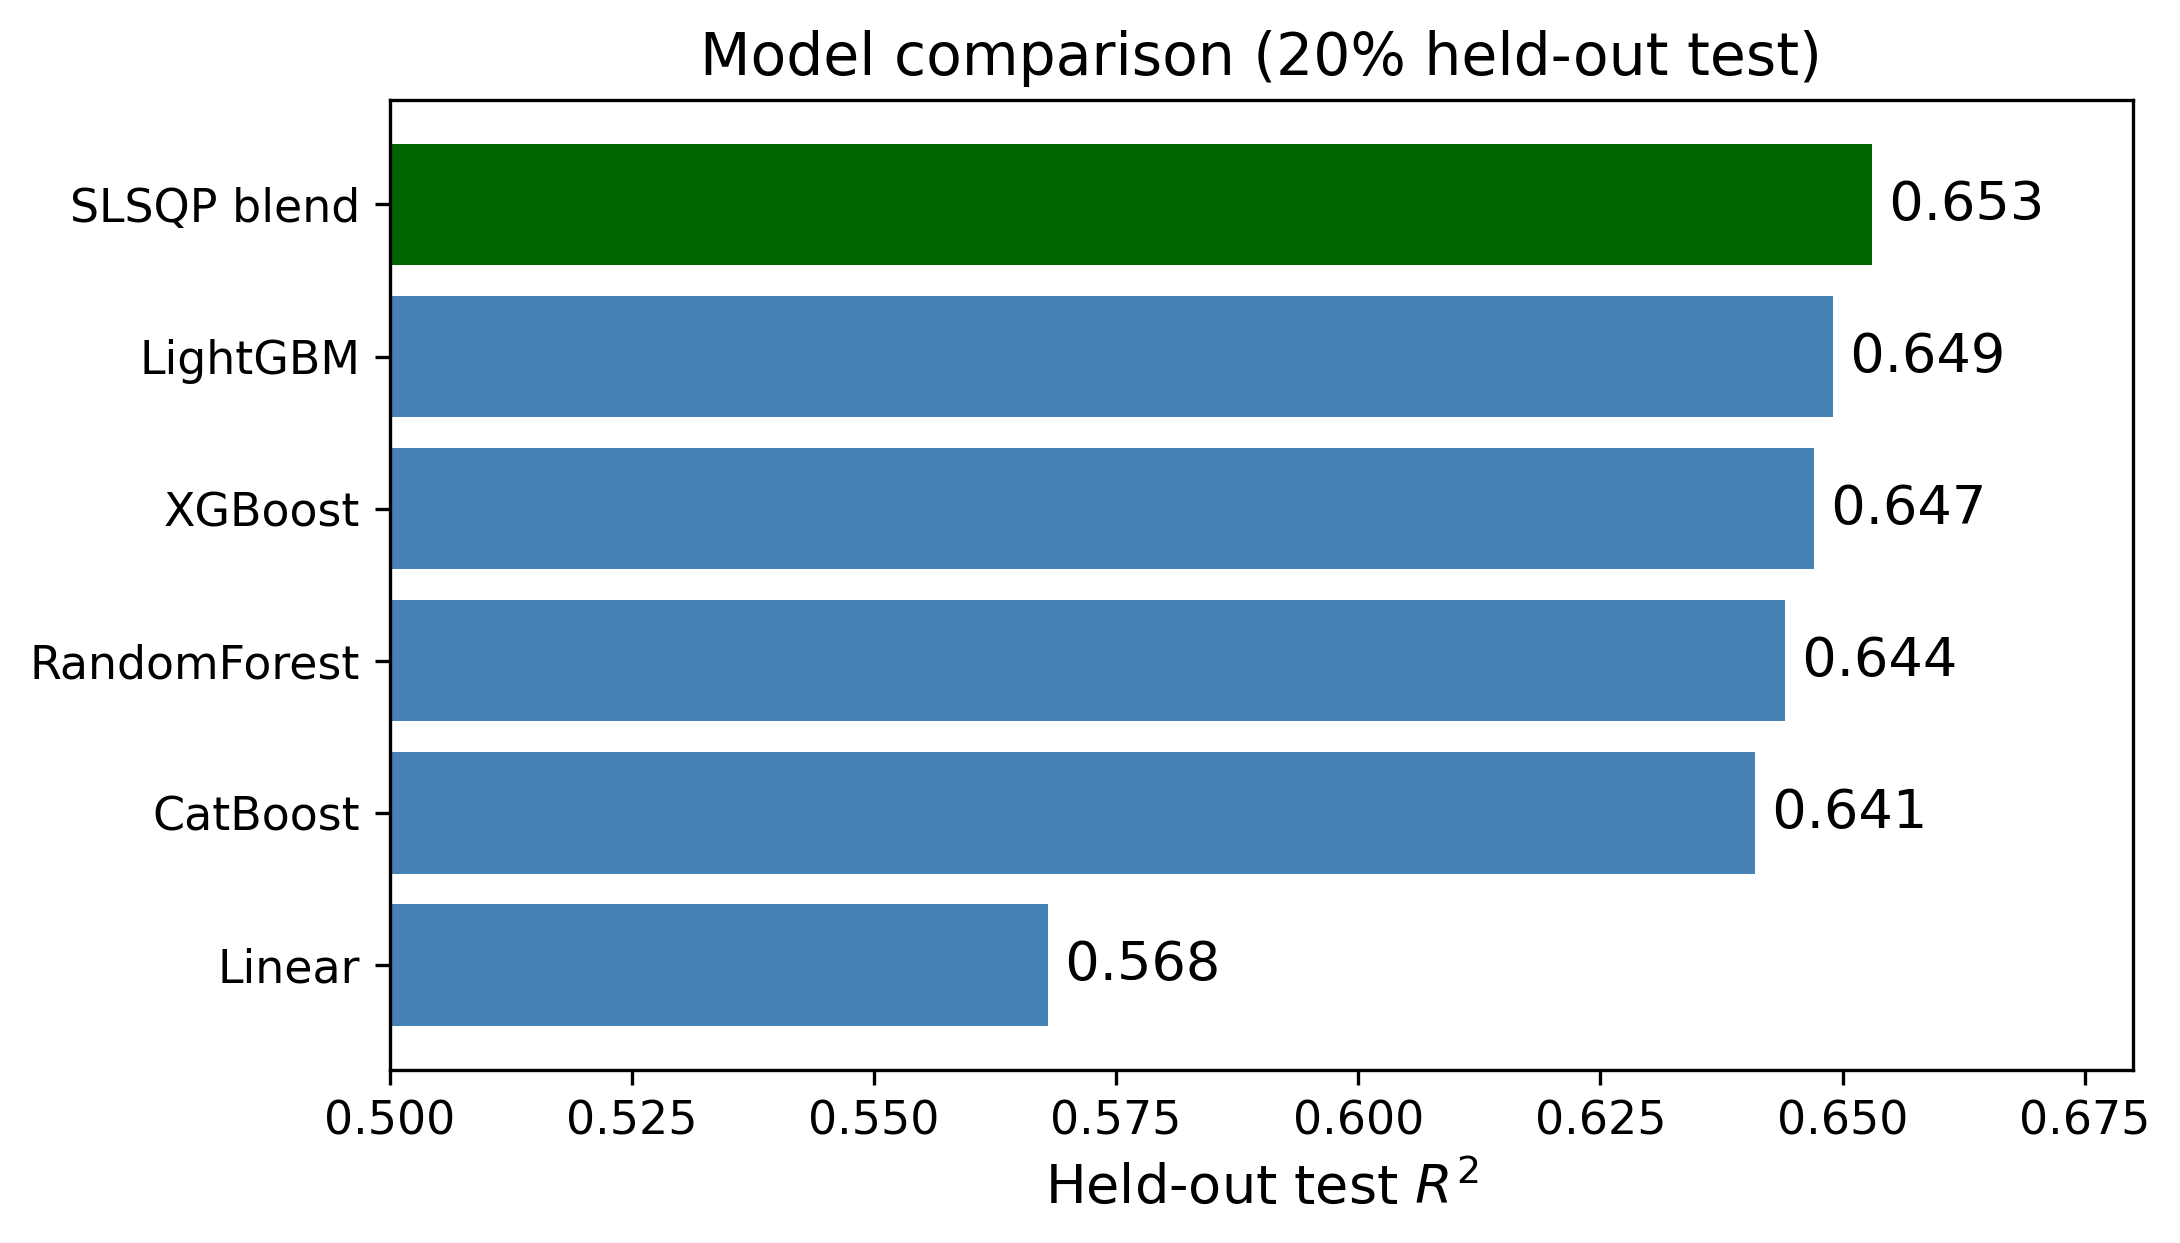 Model comparison (20% held-out test)
SLSQP blend
0.653
LightGBM
0.649
XGBoost
0.647
RandomForest
0.644
CatBoost
0.641
Linear
0.568
0.500 0.525 0.550 0.575 0.600 0.625 0.650 0.675
Held-out test R²